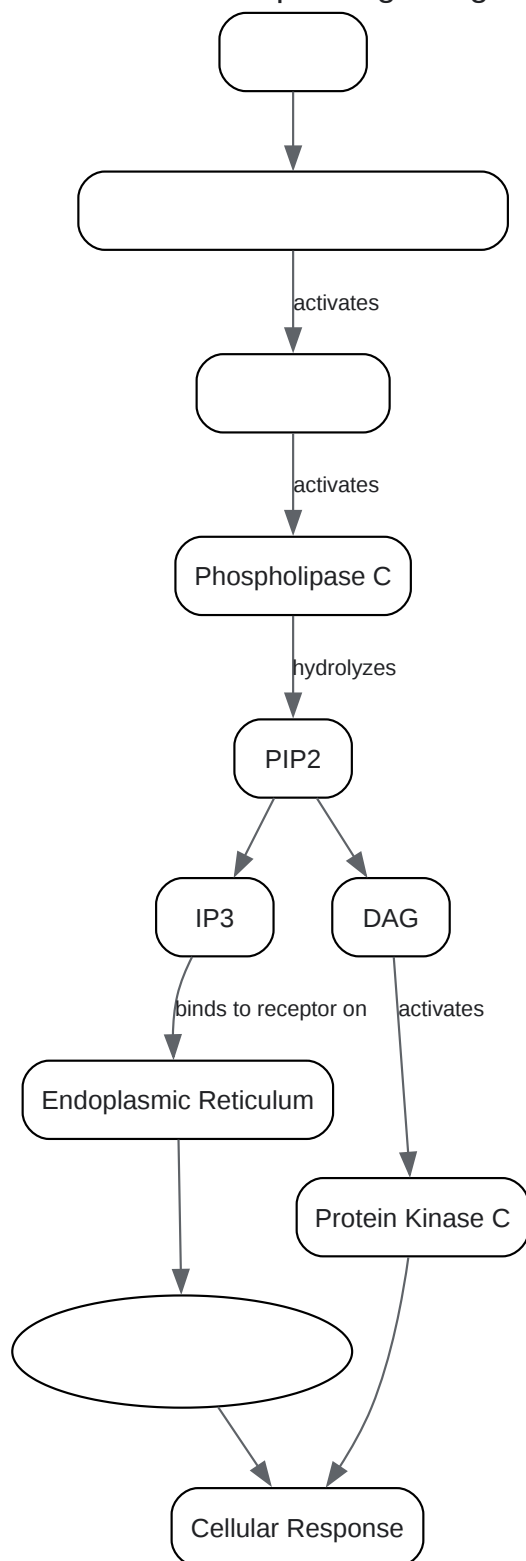 activates
activates
Phospholipase C
hydrolyzes
PIP2
IP3
DAG
binds to receptor on
activates
Endoplasmic Reticulum
Protein Kinase C
Cellular Response